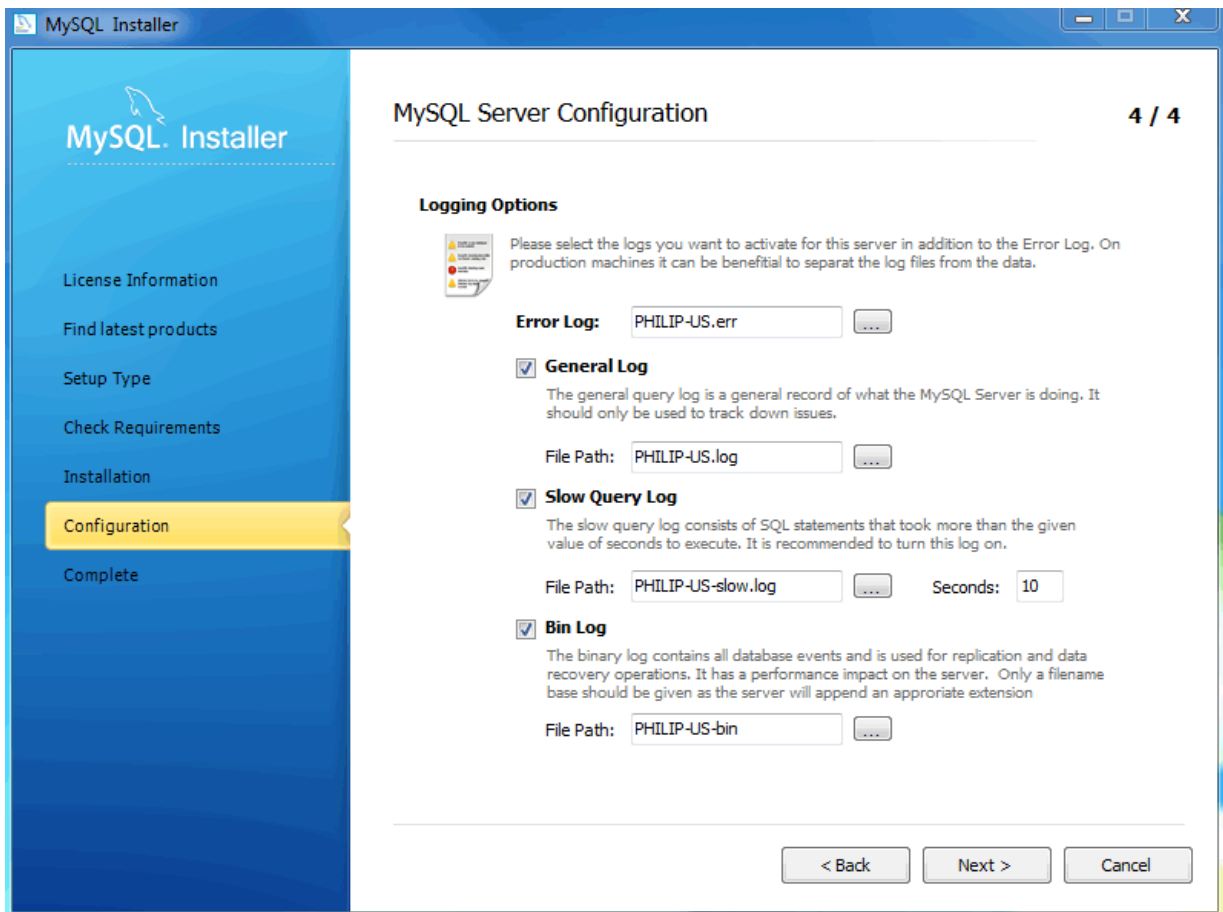 MySQL Installer
MySQL. Installer
MySQL Server Configuration
4 / 4
License Information
Find latest products
Setup Type
Check Requirements
Installation
Configuration
Complete
Logging Options
Please select the logs you want to activate for this server in addition to the Error Log. On
production machines it can be benefitial to separat the log files from the data.
Error Log: PHILIP-US.err ...
General Log
The general query log is a general record of what the MySQL Server is doing. It
should only be used to track down issues.
File Path: PHILIP-US.log ...
Slow Query Log
The slow query log consists of SQL statements that took more than the given
value of seconds to execute. It is recommended to turn this log on.
File Path: PHILIP-US-slow.log ... Seconds: 10
Bin Log
The binary log contains all database events and is used for replication and data
recovery operations. It has a performance impact on the server. Only a filename
base should be given as the server will append an approriate extension
File Path: PHILIP-US-bin ...
< Back Next > Cancel